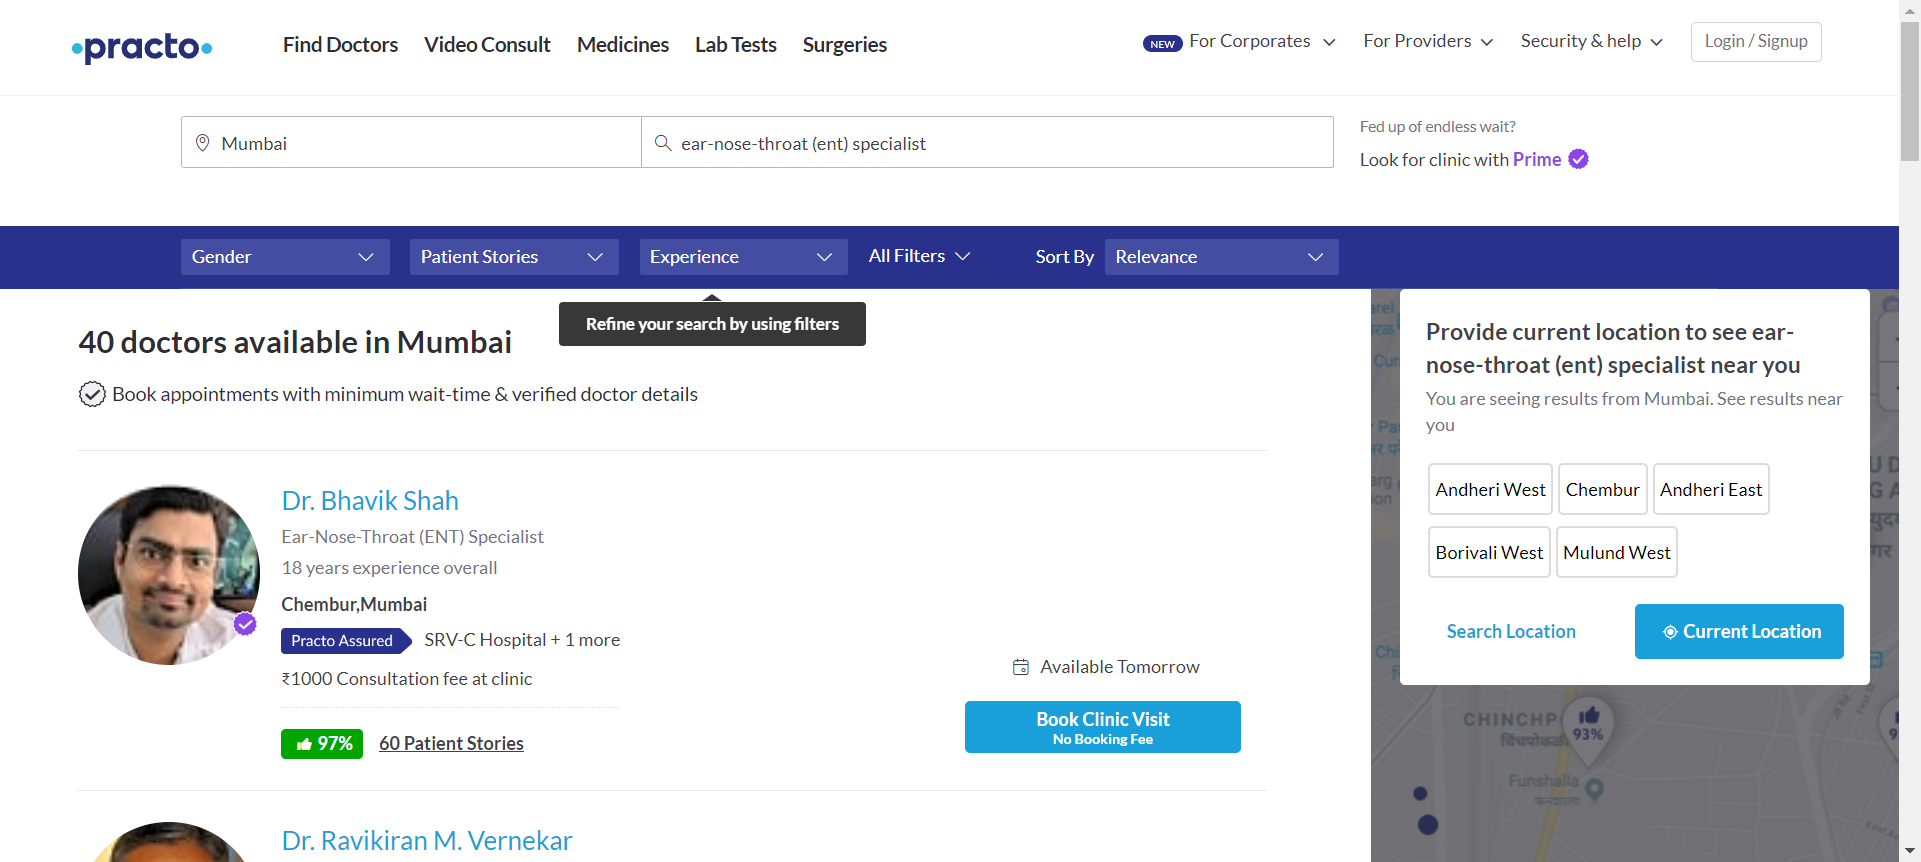 practo
Find Doctors
Video Consult
Medicines
Lab Tests
Surgeries
NEW
For Corporates
For Providers
Security & help
Login / Signup
Mumbai
ear-nose-throat (ent) specialist
Fed up of endless wait?
Look for clinic with Prime
Gender
Patient Stories
Experience
All Filters
Sort By
Relevance
Refine your search by using filters
40 doctors available in Mumbai
Book appointments with minimum wait-time & verified doctor details
Dr. Bhavik Shah
Ear-Nose-Throat (ENT) Specialist
18 years experience overall
Chembur,Mumbai
Practo Assured
SRV-C Hospital + 1 more
₹1000 Consultation fee at clinic
97%
60 Patient Stories
Available Tomorrow
Book Clinic Visit
No Booking Fee
Dr. Ravikiran M. Vernekar
Provide current location to see ear-
nose-throat (ent) specialist near you
You are seeing results from Mumbai. See results near
you
Andheri West
Chembur
Andheri East
Borivali West
Mulund West
Search Location
Current Location
93%
Funshalla
फनशाला